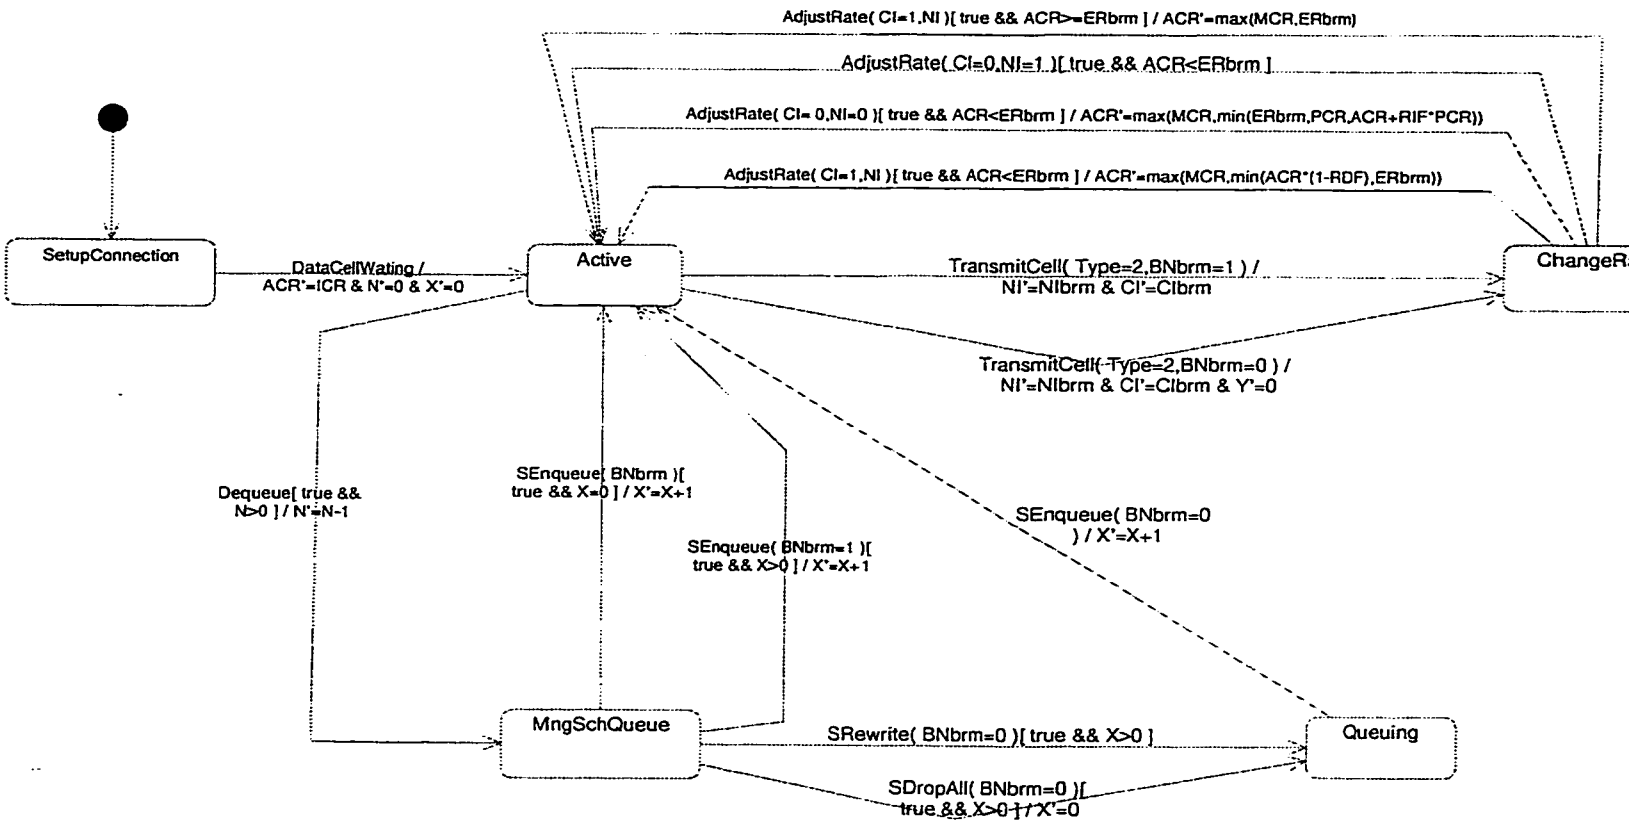 AdjustRate( CI=1,NI )[ true && ACR>=ERbrm ] / ACR'=max(MCR,ERbrm)
AdjustRate( CI=0,NI=1 )[ true && ACR<ERbrm ]
AdjustRate( CI= 0,NI=0 )[ true && ACR<ERbrm ] / ACR'=max(MCR,min(ERbrm,PCR,ACR+RIF*PCR))
AdjustRate( CI=1,NI )[ true && ACR<ERbrm ] / ACR'=max(MCR,min(ACR*(1-RDF),ERbrm))
SetupConnection
Active
ChangeRa
DataCellWating /
ACR'=ICR & N'=0 & X'=0
TransmitCell( Type=2,BNbrm=1 ) /
NI'=NIbrm & CI'=CIbrm
TransmitCell( Type=2,BNbrm=0 ) /
NI'=NIbrm & CI'=CIbrm & Y'=0
Dequeue[ true &&
N>0 ] / N'=N-1
SEnqueue( BNbrm )[
true && X=0 ] / X'=X+1
SEnqueue( BNbrm=1 )[
true && X>0 ] / X'=X+1
SEnqueue( BNbrm=0
) / X'=X+1
MngSchQueue
SRewrite( BNbrm=0 )[ true && X>0 ]
Queuing
SDropAll( BNbrm=0 )[
true && X>0 ] / X'=0